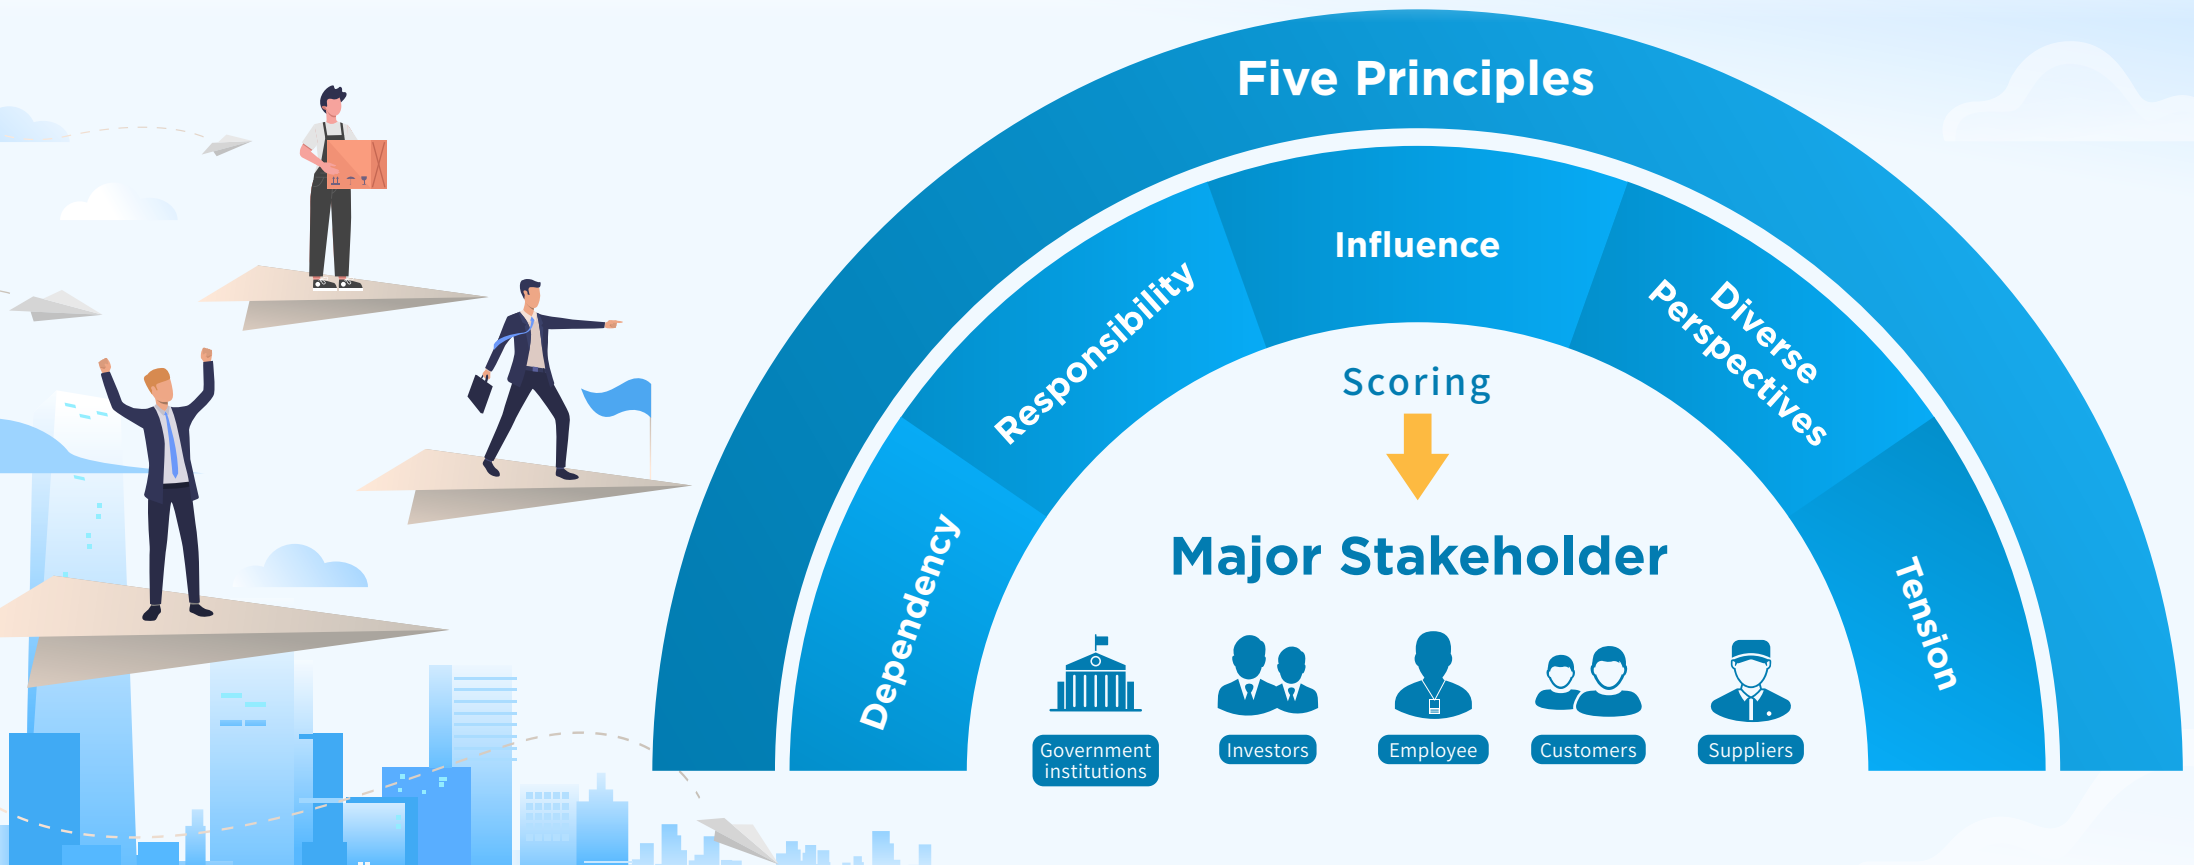 Five Principles
Dependency
Responsibility
Influence
Diverse
Perspectives
Tension
Scoring
Major Stakeholder
Government
institutions
Investors
Employee
Customers
Suppliers